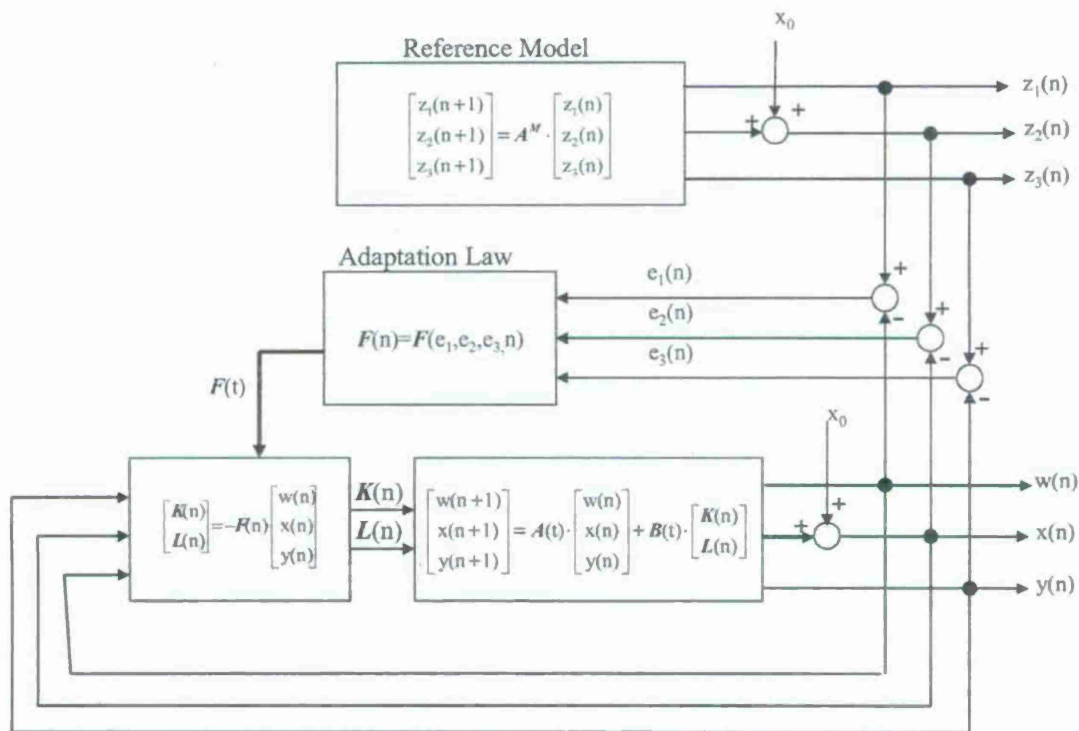 x₀
Reference Model
z₁(n)
[z₁(n+1)] [z₁(n)]
[z₂(n+1)] = Aᴹ · [z₂(n)]
[z₃(n+1)] [z₃(n)]
+ +
z₂(n)
z₃(n)
Adaptation Law
F(n)=F(e₁,e₂,e₃,n)
e₁(n)
e₂(n)
e₃(n)
+
-
+
-
+
-
F(t)
x₀
[K(n)] [w(n)]
[L(n)] =-F(n)· [x(n)]
[y(n)]
K(n)
L(n)
[w(n+1)] [w(n)]
[x(n+1)] = A(t)· [x(n)] + B(t)· [K(n)]
[y(n+1)] [y(n)] [L(n)]
+ +
w(n)
x(n)
y(n)